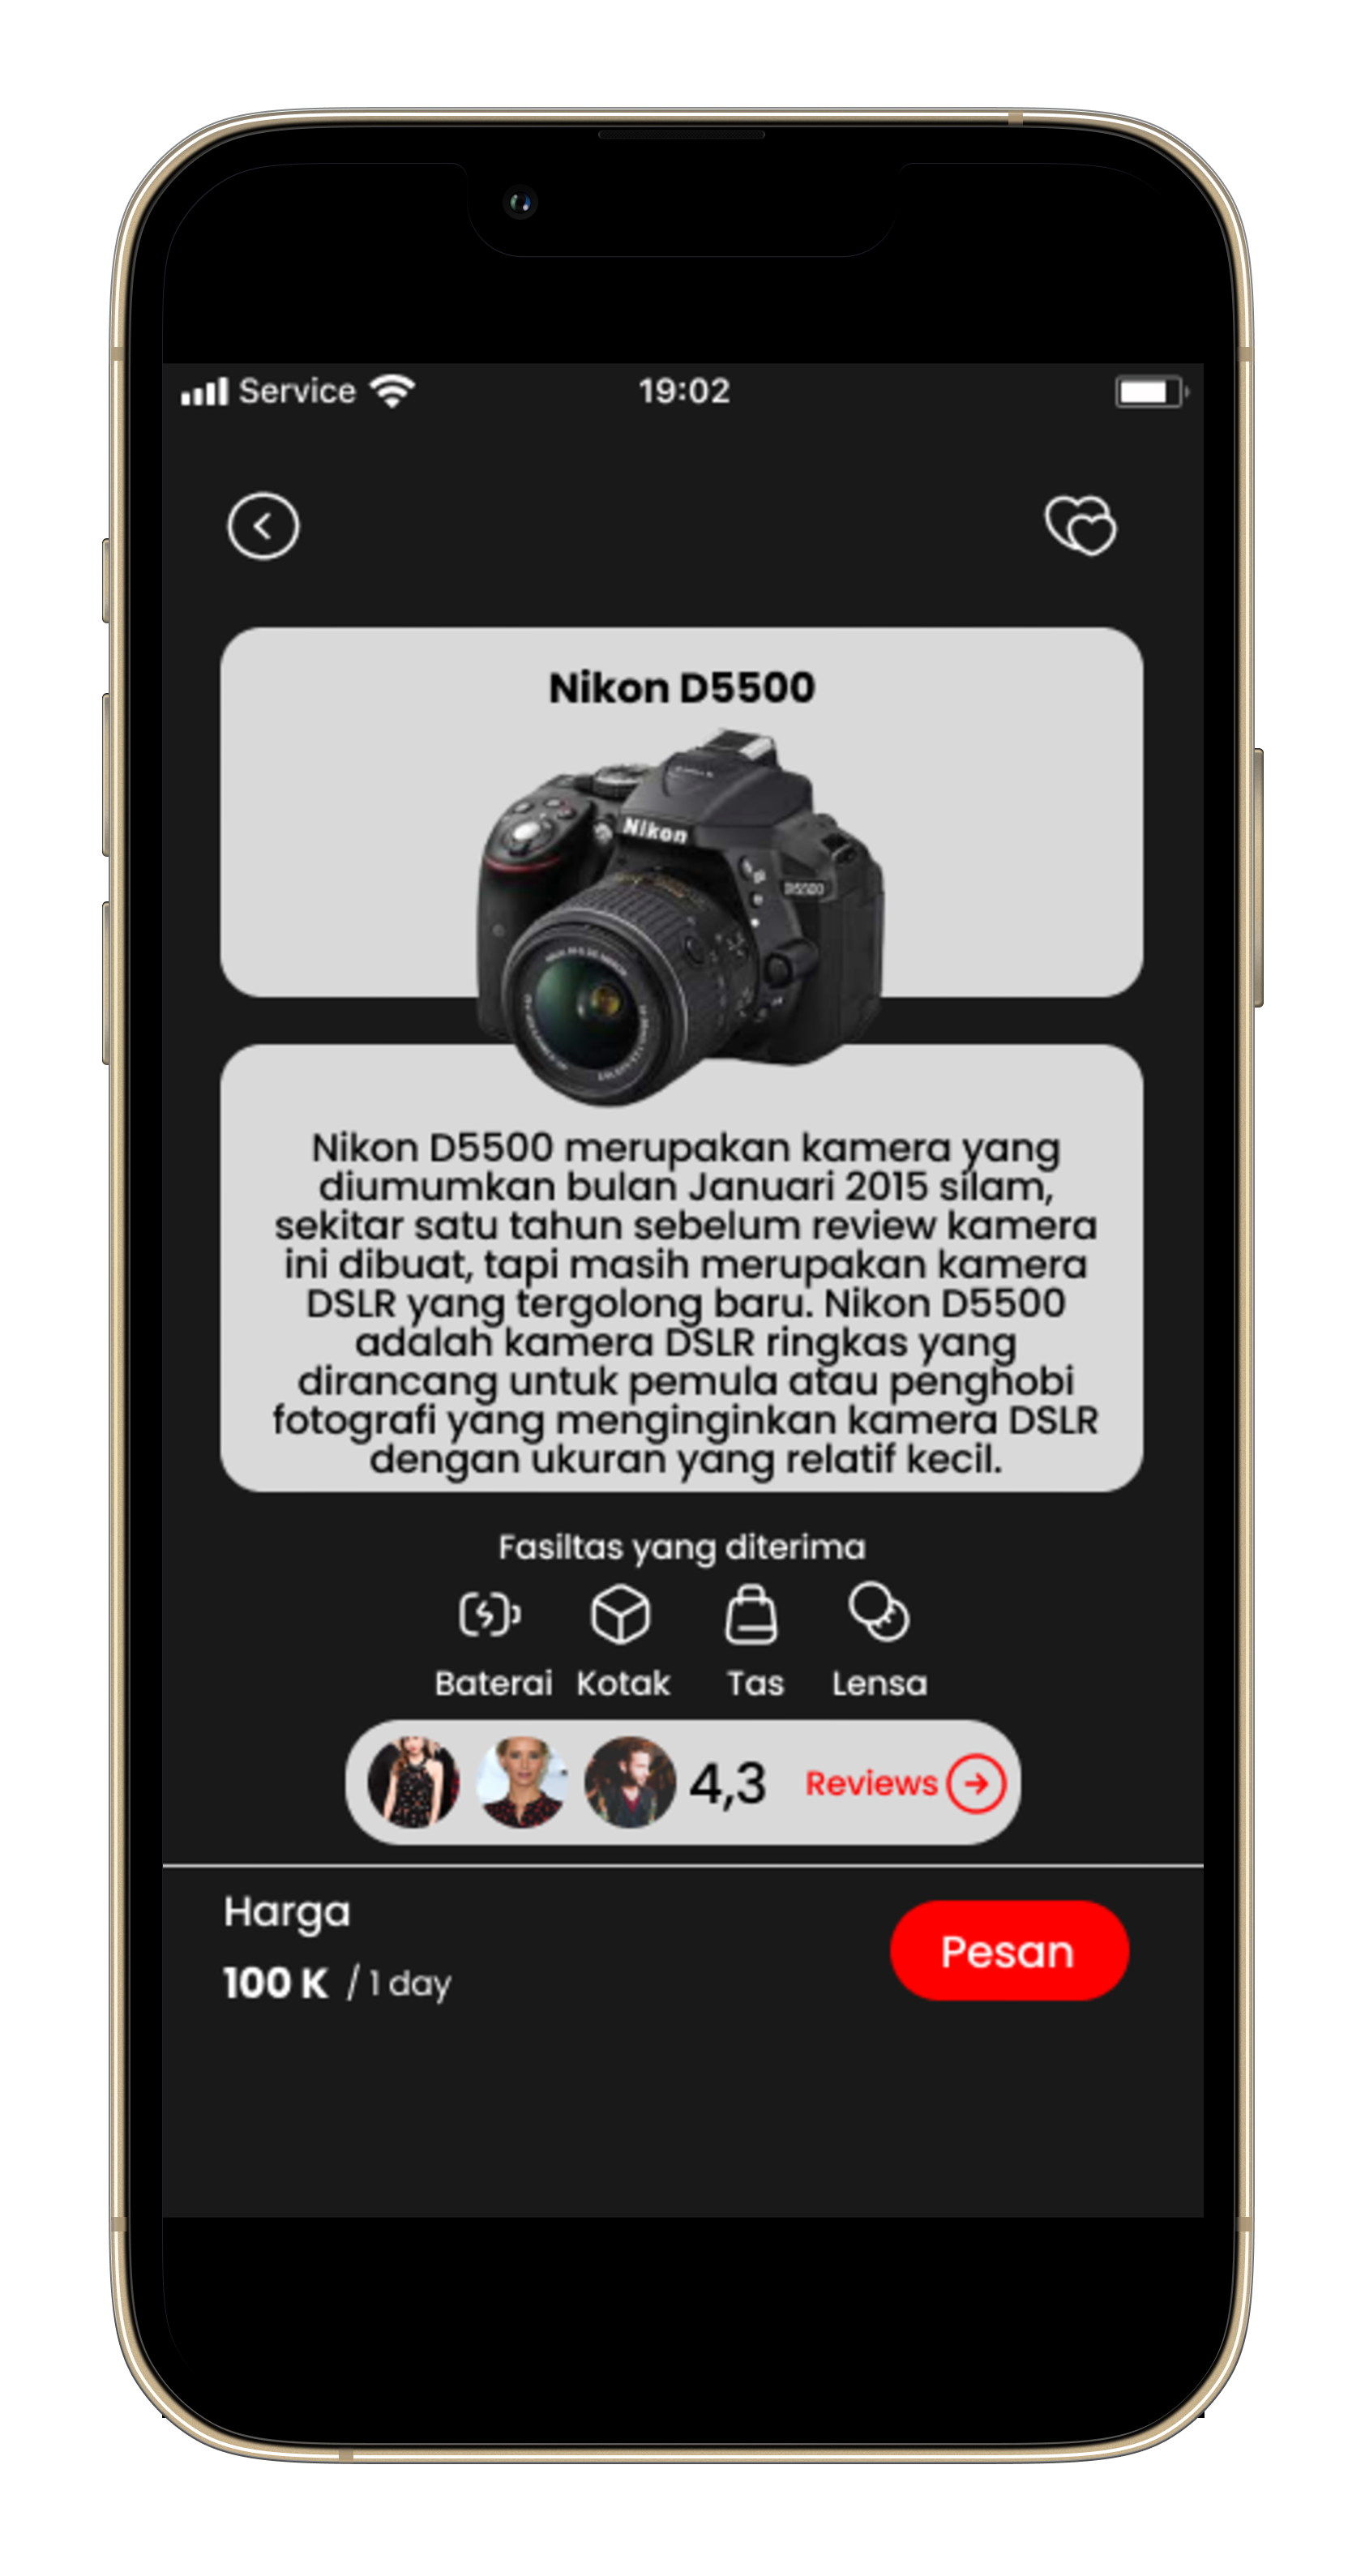 Service
19:02
Nikon D5500
Nikon
D5500
Nikon D5500 merupakan kamera yang
diumumkan bulan Januari 2015 silam,
sekitar satu tahun sebelum review kamera
ini dibuat, tapi masih merupakan kamera
DSLR yang tergolong baru. Nikon D5500
adalah kamera DSLR ringkas yang
dirancang untuk pemula atau penghobi
fotografi yang menginginkan kamera DSLR
dengan ukuran yang relatif kecil.
Fasiltas yang diterima
Baterai Kotak Tas Lensa
4,3 Reviews
Harga
100 K / 1 day
Pesan